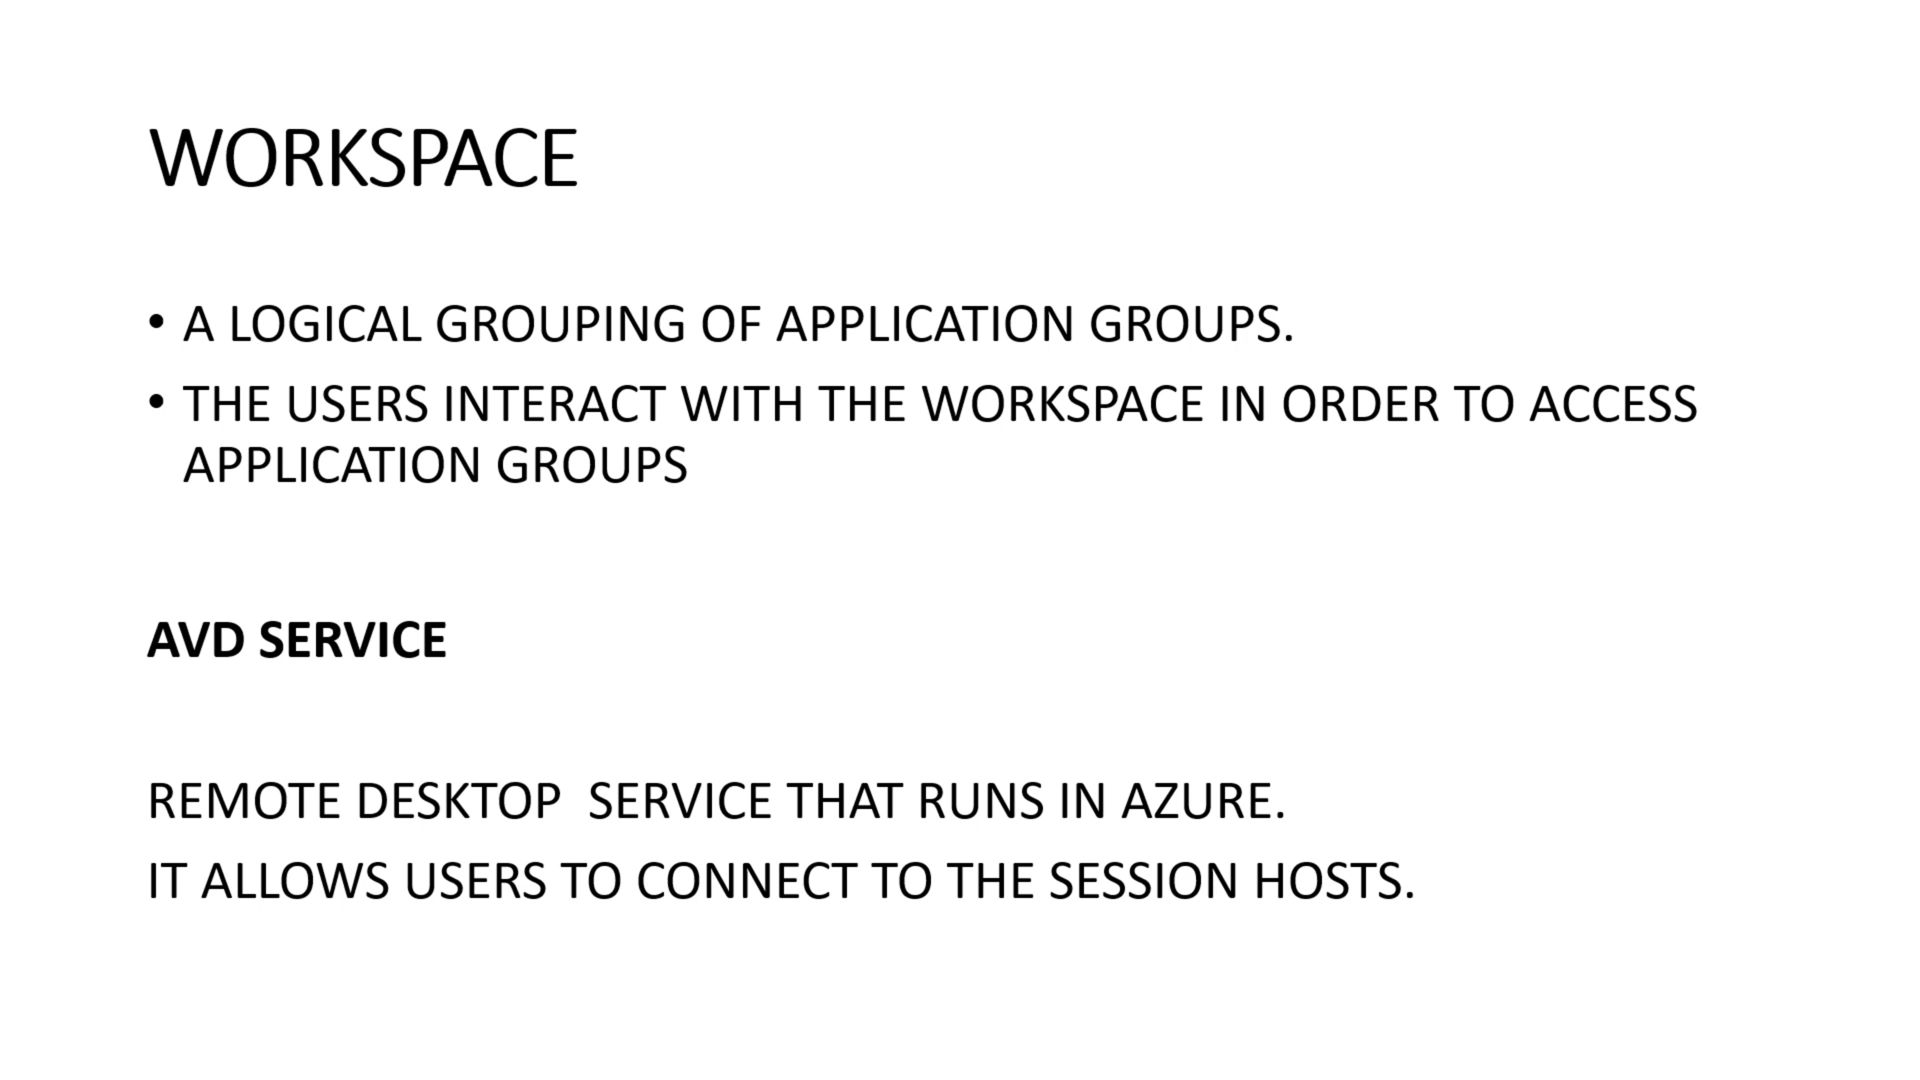 WORKSPACE
• A LOGICAL GROUPING OF APPLICATION GROUPS.
• THE USERS INTERACT WITH THE WORKSPACE IN ORDER TO ACCESS
APPLICATION GROUPS
AVD SERVICE
REMOTE DESKTOP  SERVICE THAT RUNS IN AZURE.
IT ALLOWS USERS TO CONNECT TO THE SESSION HOSTS.